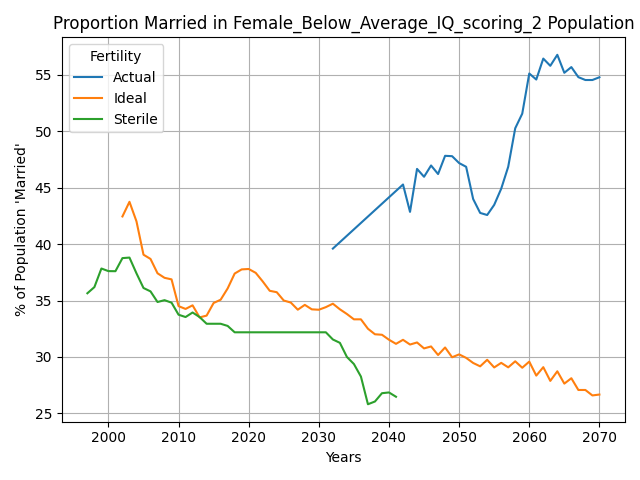 Proportion Married in Female_Below_Average_IQ_scoring_2 Population
Fertility
Actual
Ideal
Sterile
% of Population 'Married'
55
50
45
40
35
30
25
2000
2010
2020
2030
2040
2050
2060
2070
Years